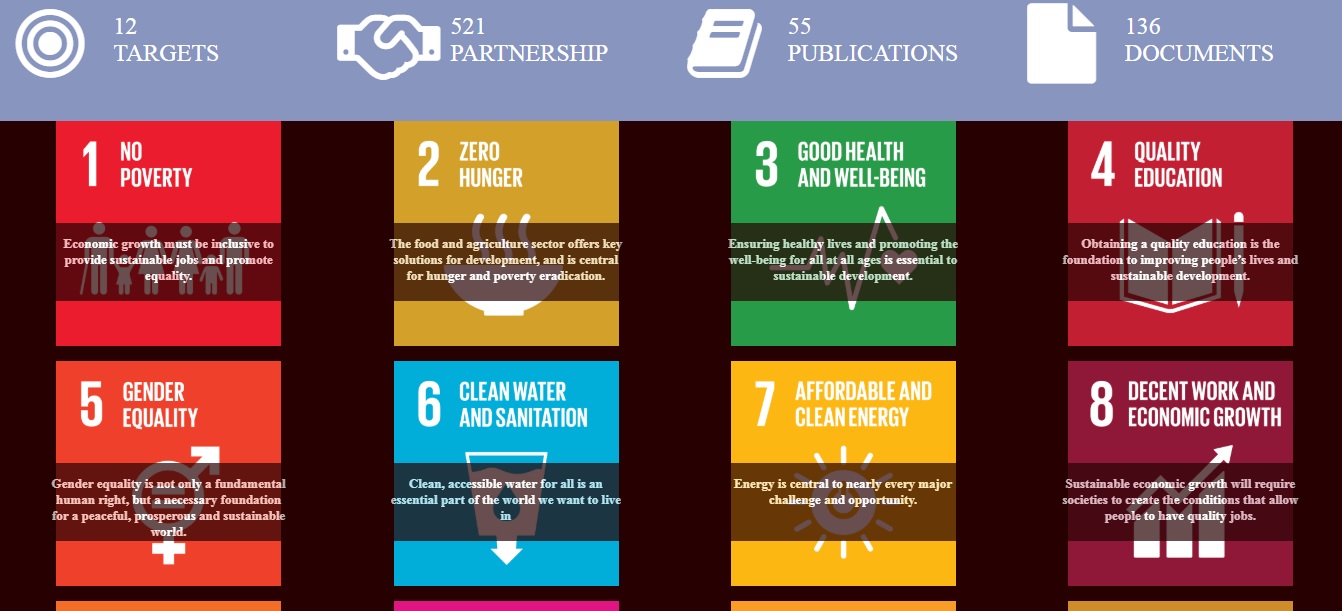 12
TARGETS
521
PARTNERSHIP
55
PUBLICATIONS
136
DOCUMENTS
1 NO
POVERTY
Economic growth must be inclusive to
provide sustainable jobs and promote
equality.
2 ZERO
HUNGER
The food and agriculture sector offers key
solutions for development, and is central
for hunger and poverty eradication.
3 GOOD HEALTH
AND WELL-BEING
Ensuring healthy lives and promoting the
well-being for all at all ages is essential to
sustainable development.
4 QUALITY
EDUCATION
Obtaining a quality education is the
foundation to improving people's lives and
sustainable development.
5 GENDER
EQUALITY
Gender equality is not only a fundamental
human right, but a necessary foundation
for a peaceful, prosperous and sustainable
world.
6 CLEAN WATER
AND SANITATION
Clean, accessible water for all is an
essential part of the world we want to live
in
7 AFFORDABLE AND
CLEAN ENERGY
Energy is central to nearly every major
challenge and opportunity.
8 DECENT WORK AND
ECONOMIC GROWTH
Sustainable economic growth will require
societies to create the conditions that allow
people to have quality jobs.